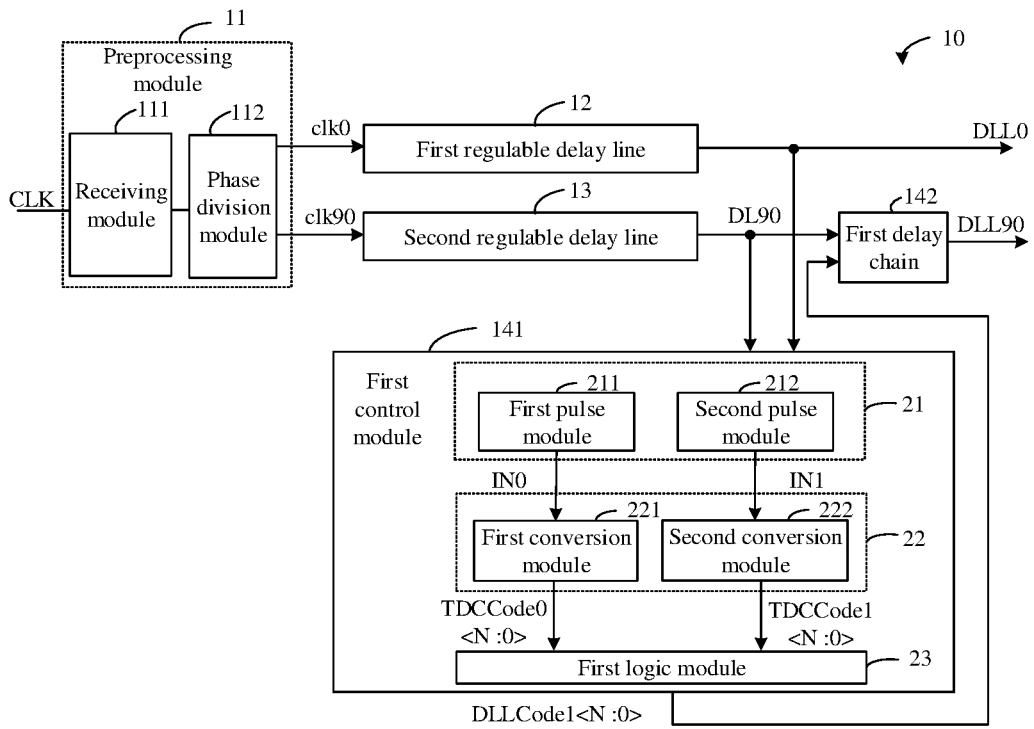 11
10
Preprocessing
module
111
112
clk0
12
First regulable delay line
DLL0
CLK
Receiving
module
Phase
division
module
clk90
13
Second regulable delay line
DL90
142
First delay
chain
DLL90
141
First
control
module
211
First pulse
module
212
Second pulse
module
21
IN0
IN1
221
First conversion
module
222
Second conversion
module
22
TDCCode0
<N :0>
TDCCode1
<N :0>
First logic module
23
DLLCode1<N :0>